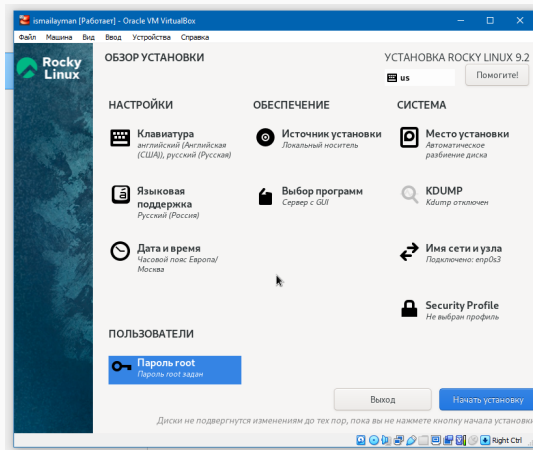 ismailayman [Работает] - Oracle VM VirtualBox
Файл Машина Вид Ввод Устройства Справка
Rocky
Linux
ОБЗОР УСТАНОВКИ
УСТАНОВКА ROCKY LINUX 9.2
us
Помогите!
НАСТРОЙКИ
ОБЕСПЕЧЕНИЕ
СИСТЕМА
Клавиатура
английский (Английская
(США)), русский (Русская)
Источник установки
Локальный носитель
Место установки
Автоматическое
разбиение диска
Языковая
поддержка
Русский (Россия)
Выбор программ
Сервер с GUI
KDUMP
Kdump отключен
Дата и время
Часовой пояс Европа/
Москва
Имя сети и узла
Подключено: enp0s3
Security Profile
Не выбран профиль
ПОЛЬЗОВАТЕЛИ
Пароль root
Пароль root задан
Выход
Начать установку
Диски не подвергнутся изменениям до тех пор, пока вы не нажмете кнопку начала установки
Right Ctrl